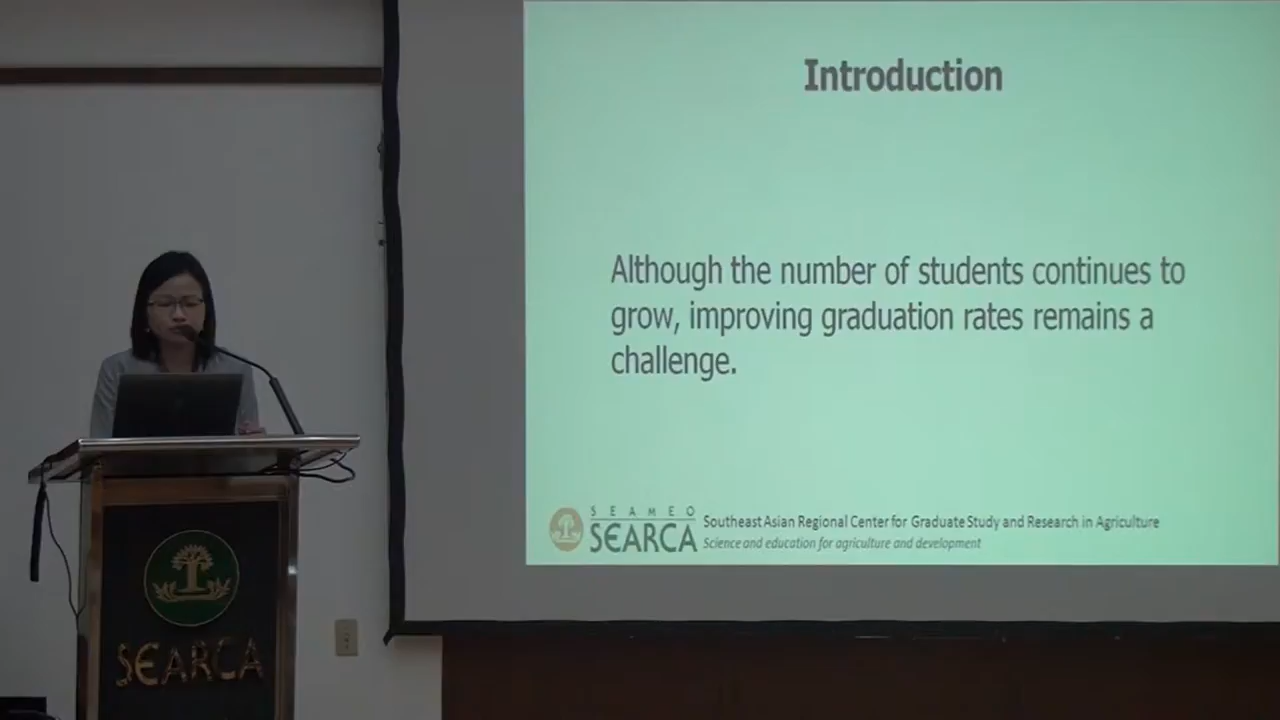 Introduction
Although the number of students continues to
grow, improving graduation rates remains a
challenge.
SEAMEO
SEARCA
Southeast Asian Regional Center for Graduate Study and Research in Agriculture
Science and education for agriculture and development
SEARCA